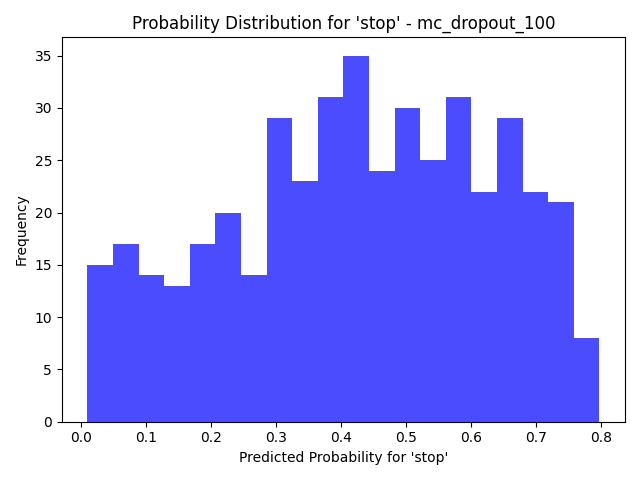 Probability Distribution for 'stop' - mc_dropout_100
35
30
25
20
15
10
5
0
Frequency
0.0 0.1 0.2 0.3 0.4 0.5 0.6 0.7 0.8
Predicted Probability for 'stop'